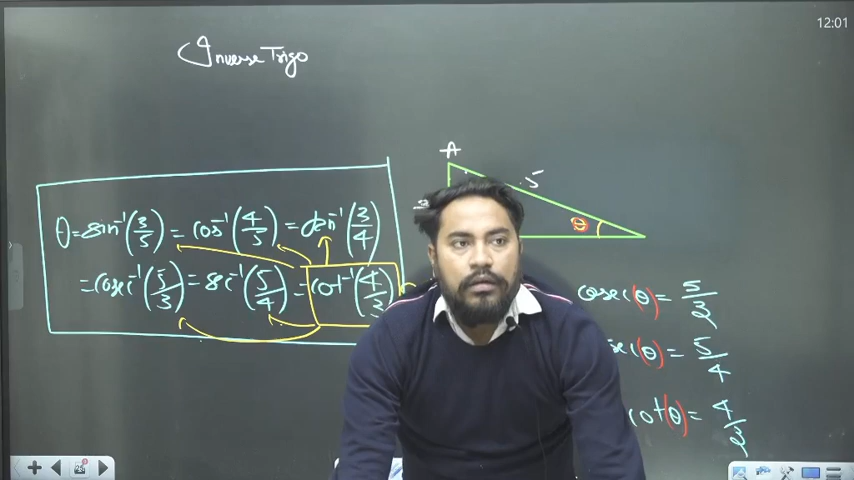 12:01
Inverse Trigo
A
5
3
θ
θ = sin⁻¹(3/5) = cos⁻¹(4/5) = tan⁻¹(3/4)
= cosec⁻¹(5/3) = sec⁻¹(5/4) = cot⁻¹(4/3)
cosec(θ) = 5/3
sec(θ) = 5/4
cot(θ) = 4/3
25